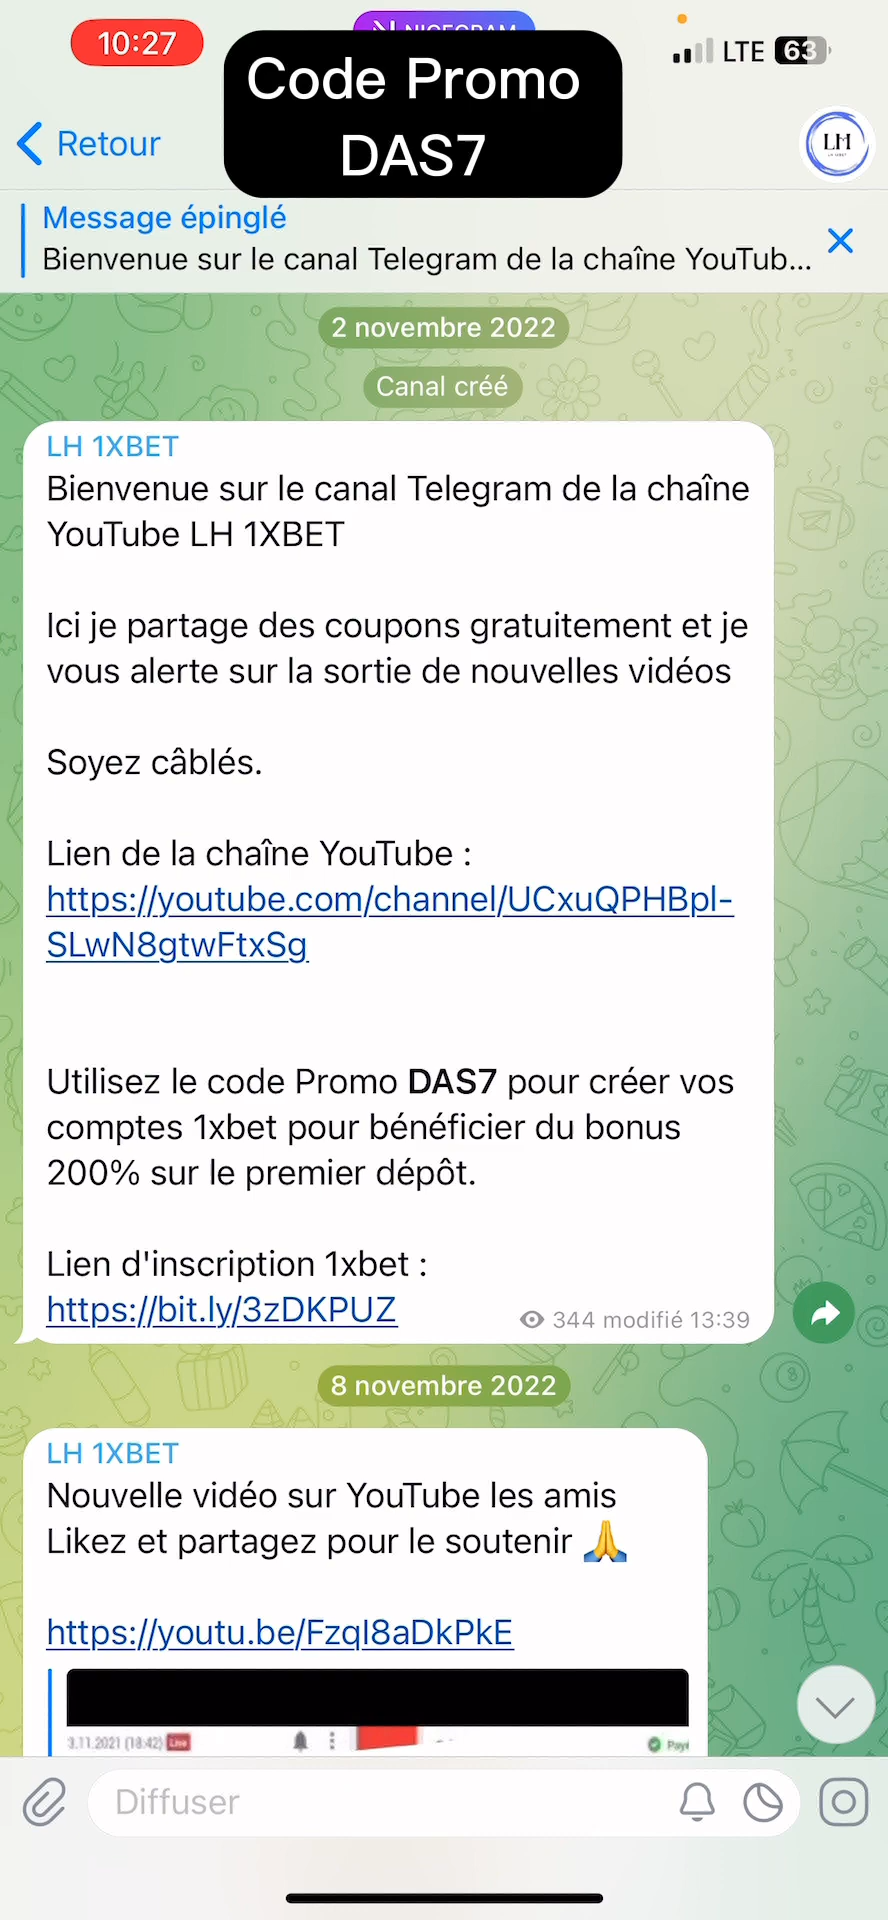 10:27
LTE 63
Code Promo
DAS7
Retour
LH
Message épinglé
Bienvenue sur le canal Telegram de la chaîne YouTub...
2 novembre 2022
Canal créé
LH 1XBET
Bienvenue sur le canal Telegram de la chaîne
YouTube LH 1XBET
Ici je partage des coupons gratuitement et je
vous alerte sur la sortie de nouvelles vidéos
Soyez câblés.
Lien de la chaîne YouTube :
https://youtube.com/channel/UCxuQPHBpl-
SLwN8gtwFtxSg
Utilisez le code Promo DAS7 pour créer vos
comptes 1xbet pour bénéficier du bonus
200% sur le premier dépôt.
Lien d'inscription 1xbet :
https://bit.ly/3zDKPUZ
344 modifié 13:39
8 novembre 2022
LH 1XBET
Nouvelle vidéo sur YouTube les amis
Likez et partagez pour le soutenir 🙏
https://youtu.be/FzqI8aDkPkE
3.11.2021 (18:42) Live
Diffuser